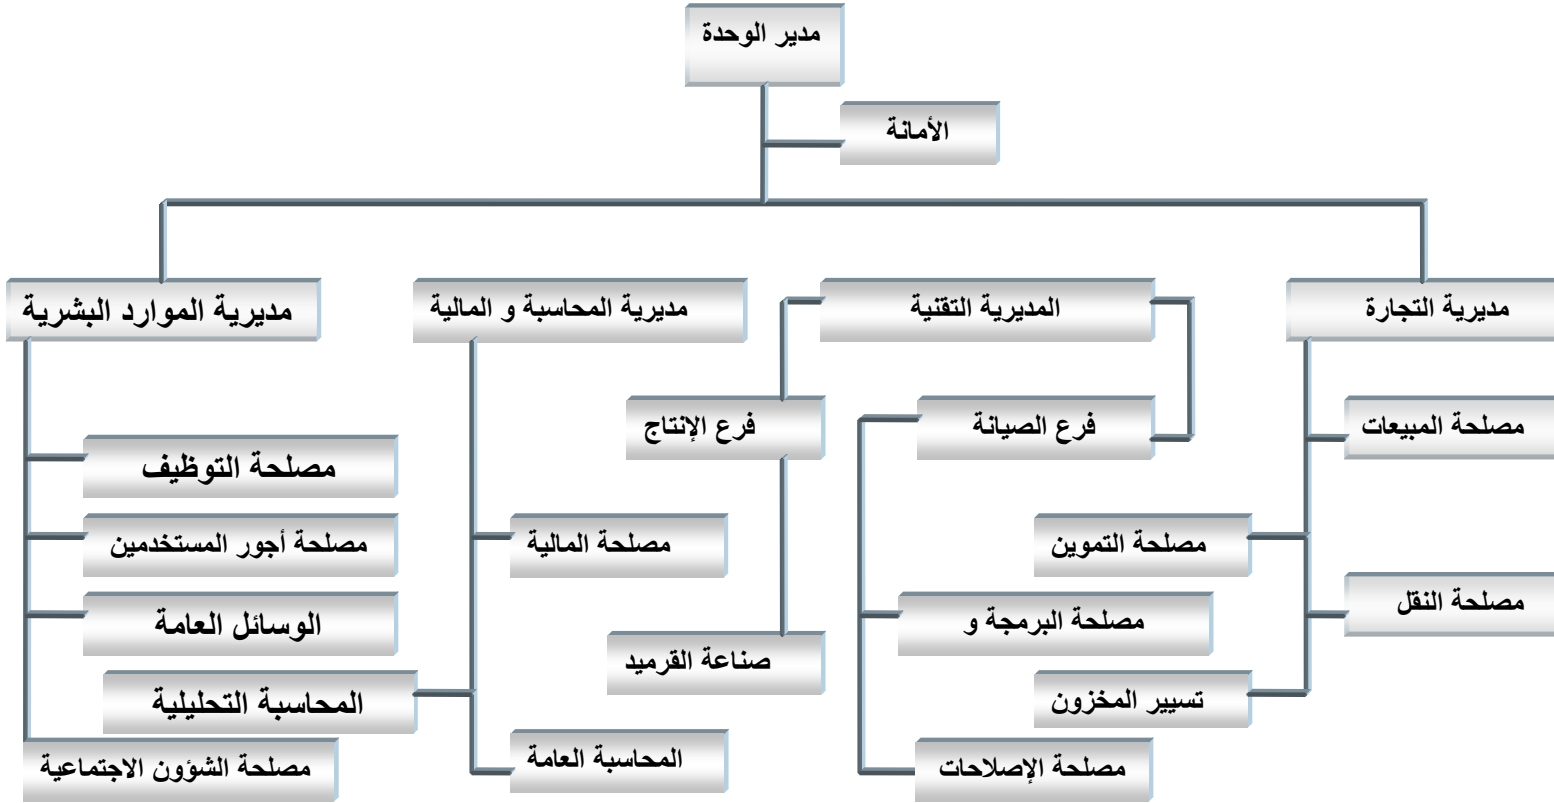 مدير الوحدة
الأمانة
مديرية التجارة
المديرية التقنية
مديرية المحاسبة و المالية
مديرية الموارد البشرية
مصلحة المبيعات
فرع الصيانة
فرع الإنتاج
مصلحة التوظيف
مصلحة التموين
مصلحة المالية
مصلحة أجور المستخدمين
مصلحة النقل
مصلحة البرمجة و
الوسائل العامة
صناعة القرميد
تسيير المخزون
المحاسبة التحليلية
مصلحة الإصلاحات
المحاسبة العامة
مصلحة الشؤون الاجتماعية